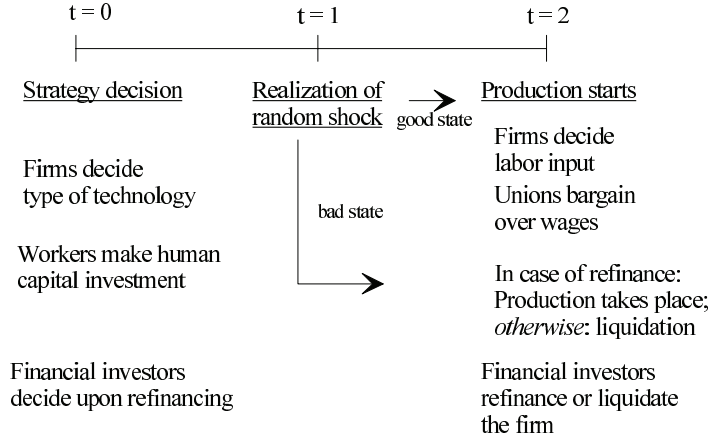 t = 0
t = 1
t = 2
Strategy decision
Realization of
random shock
good state
Production starts
Firms decide
type of technology
Workers make human
capital investment
bad state
Firms decide
labor input
Unions bargain
over wages
In case of refinance:
Production takes place;
otherwise: liquidation
Financial investors
decide upon refinancing
Financial investors
refinance or liquidate
the firm